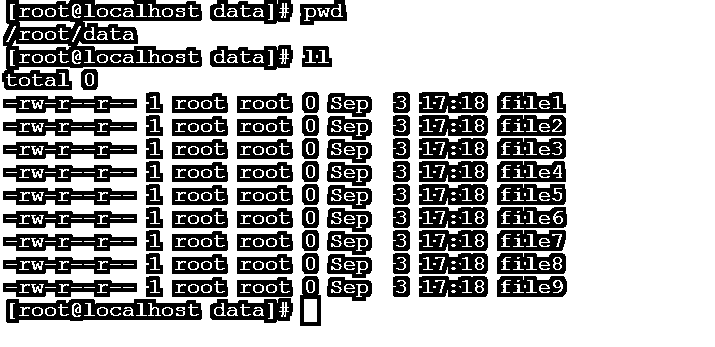 [root@localhost data]# pwd
/root/data
[root@localhost data]# ll
total 0
-rw-r--r-- 1 root root 0 Sep  3 17:18 file1
-rw-r--r-- 1 root root 0 Sep  3 17:18 file2
-rw-r--r-- 1 root root 0 Sep  3 17:18 file3
-rw-r--r-- 1 root root 0 Sep  3 17:18 file4
-rw-r--r-- 1 root root 0 Sep  3 17:18 file5
-rw-r--r-- 1 root root 0 Sep  3 17:18 file6
-rw-r--r-- 1 root root 0 Sep  3 17:18 file7
-rw-r--r-- 1 root root 0 Sep  3 17:18 file8
-rw-r--r-- 1 root root 0 Sep  3 17:18 file9
[root@localhost data]#